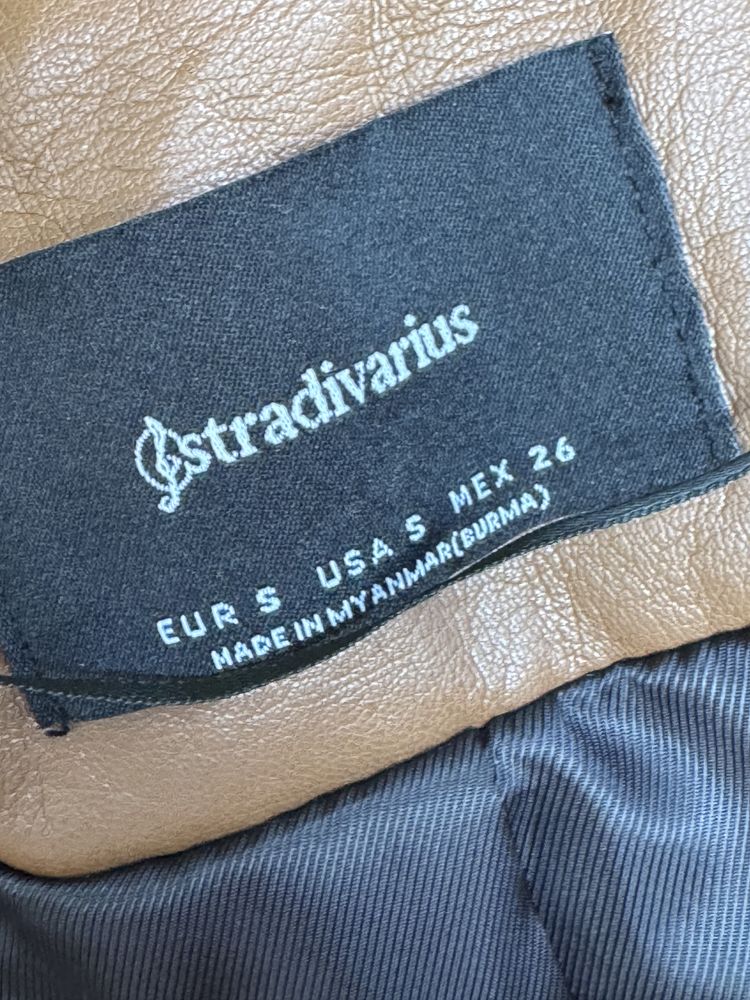 stradivarius
EUR S USA S MEX 26
MADE IN MYANMAR(BURMA)